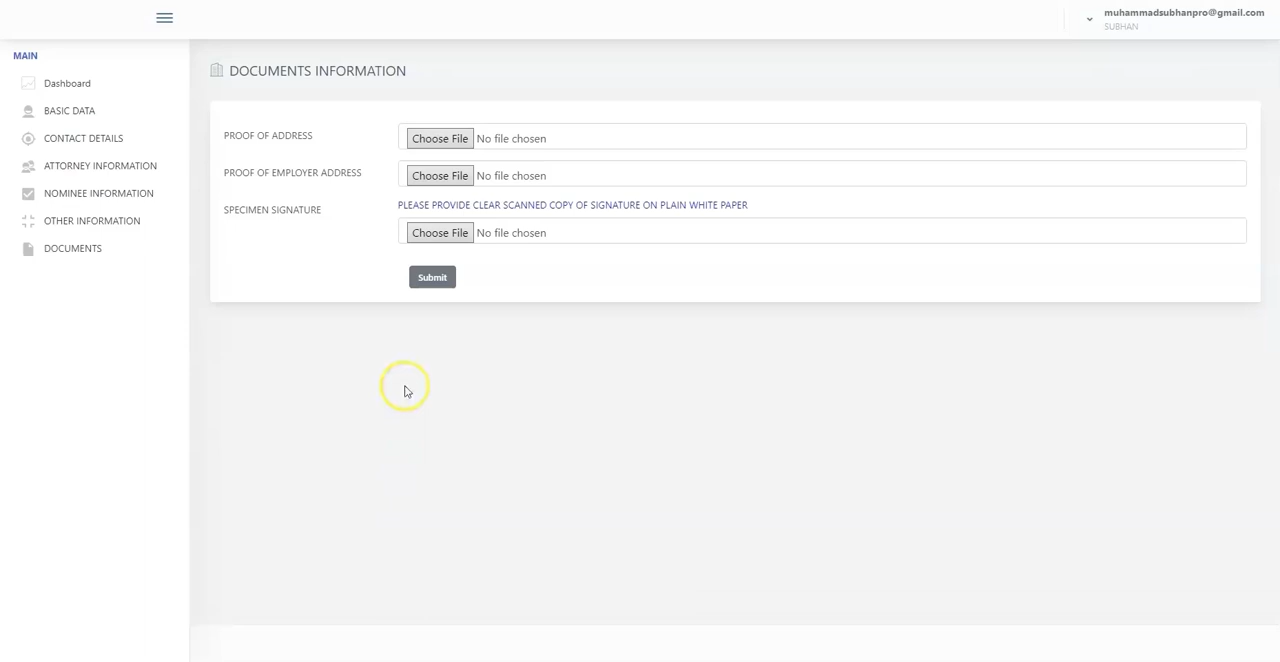 muhammadsubhanpro@gmail.com
SUBHAN
MAIN
Dashboard
BASIC DATA
CONTACT DETAILS
ATTORNEY INFORMATION
NOMINEE INFORMATION
OTHER INFORMATION
DOCUMENTS
DOCUMENTS INFORMATION
PROOF OF ADDRESS
Choose File No file chosen
PROOF OF EMPLOYER ADDRESS
Choose File No file chosen
SPECIMEN SIGNATURE
PLEASE PROVIDE CLEAR SCANNED COPY OF SIGNATURE ON PLAIN WHITE PAPER
Choose File No file chosen
Submit